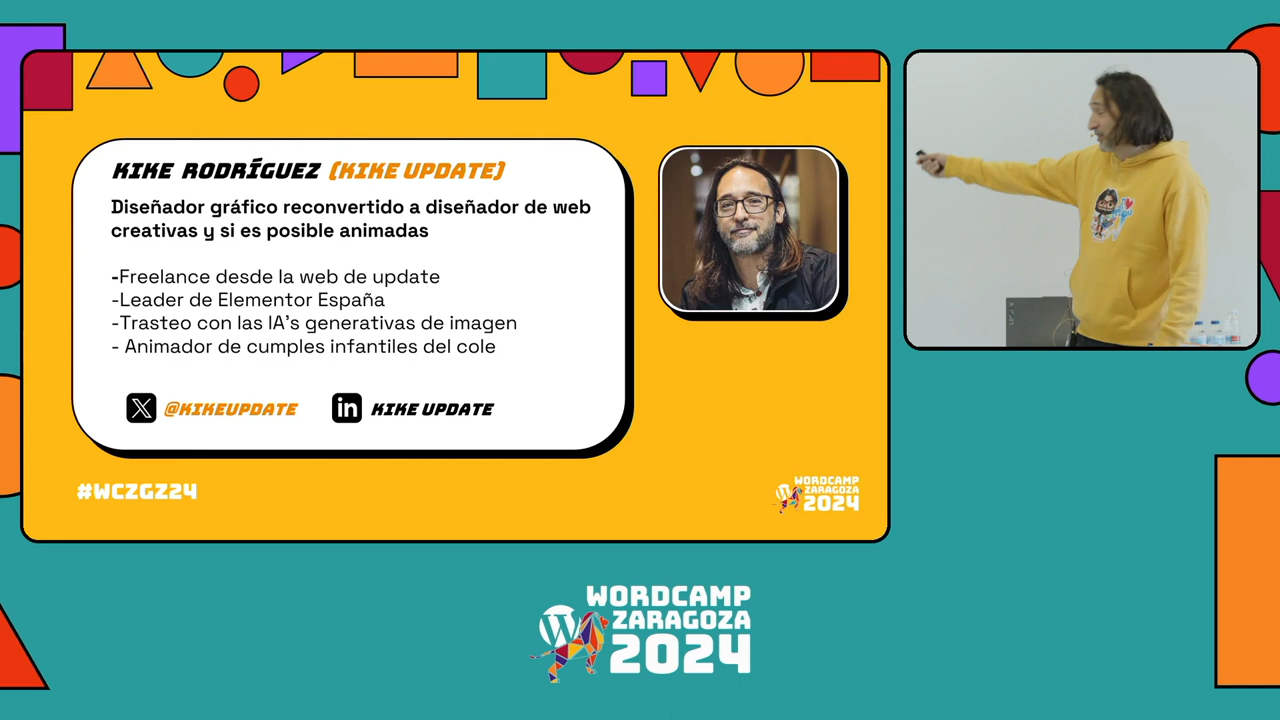 KIKE RODRÍGUEZ (KIKE UPDATE)
Diseñador gráfico reconvertido a diseñador de web
creativas y si es posible animadas
-Freelance desde la web de update
-Leader de Elementor España
-Trasteo con las IA's generativas de imagen
- Animador de cumples infantiles del cole
@KIKEUPDATE
in KIKE UPDATE
#WCZGZ24
WORDCAMP
ZARAGOZA
2024
WORDCAMP
ZARAGOZA
2024